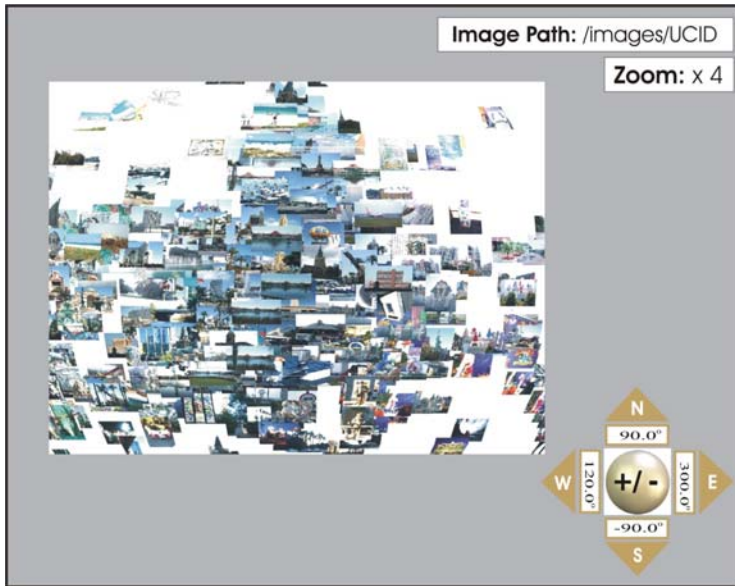 Image Path: /images/UCID
Zoom: x 4
N
90.0°
W
120.0°
+/-
300.0°
E
-90.0°
S